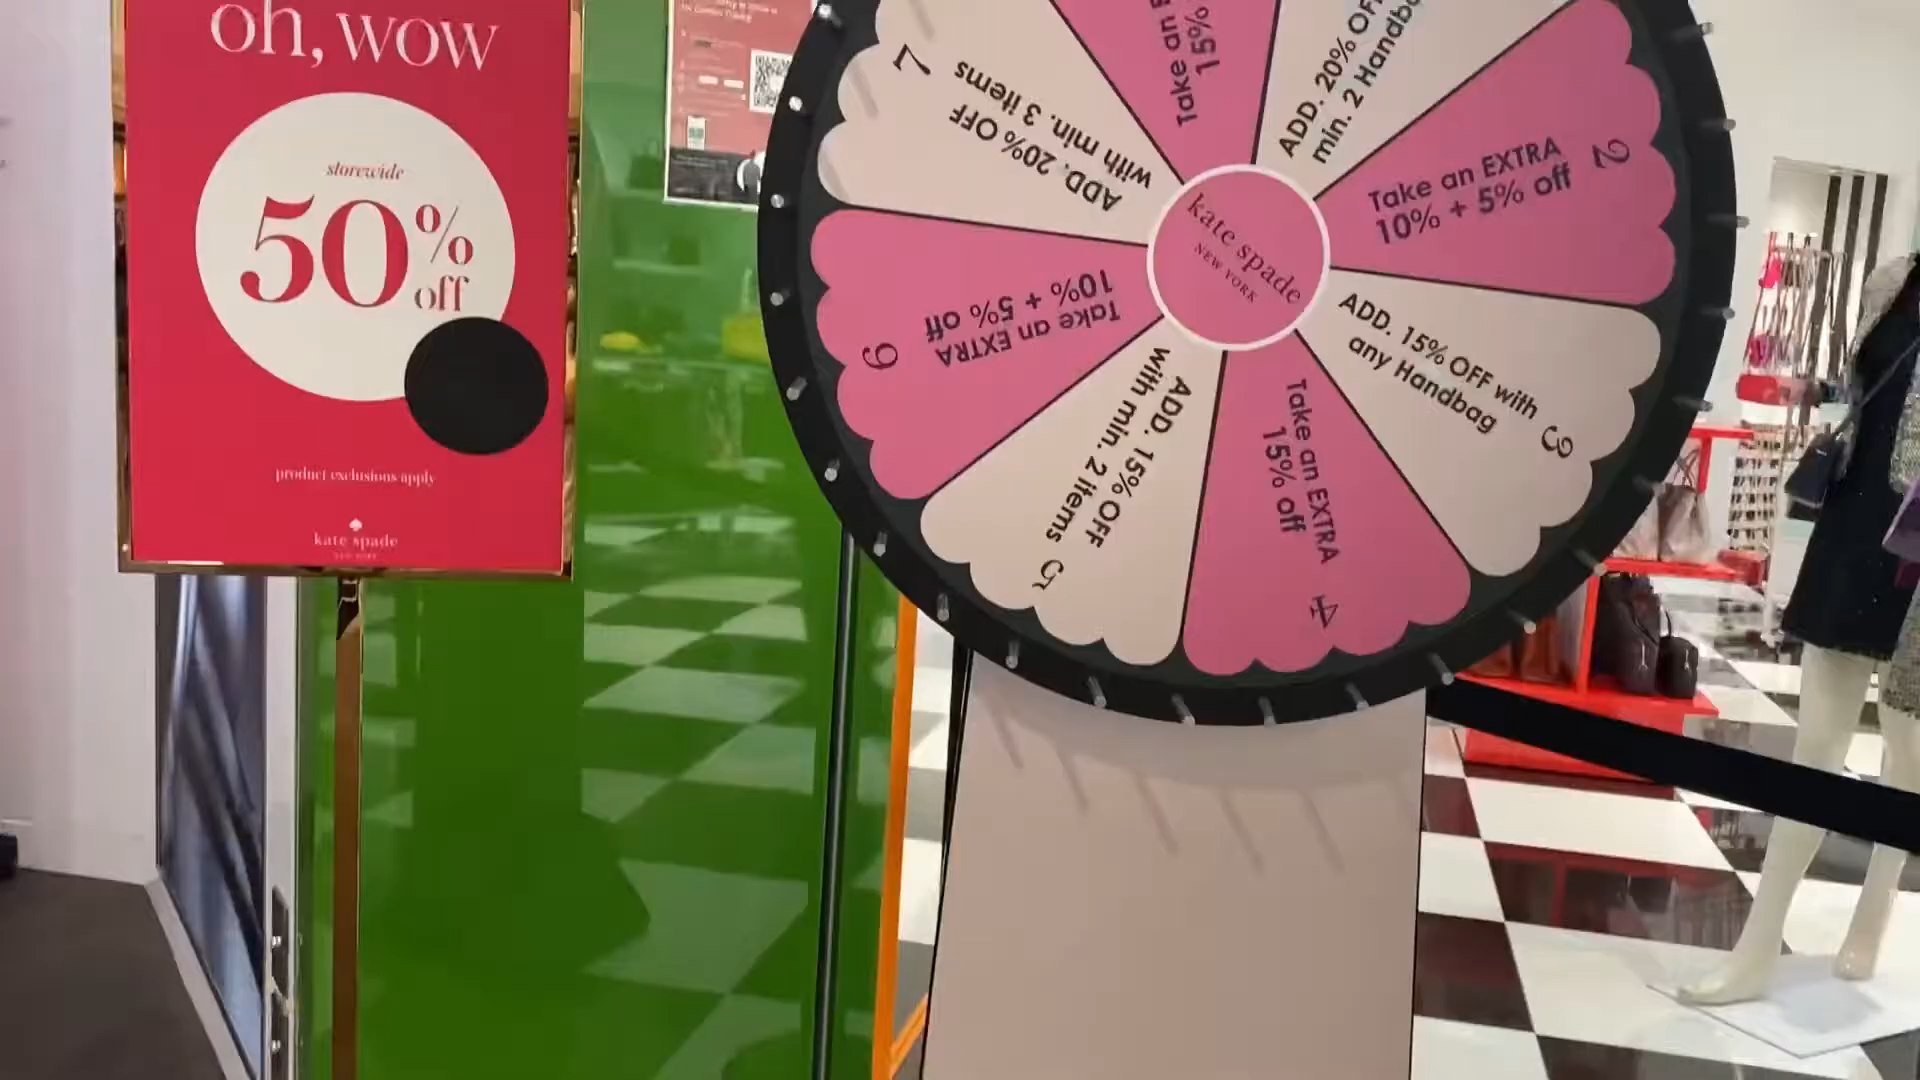 oh, wow
storewide
50%
off
product exclusions apply
kate spade
Take an
15%
ADD. 20% OFF
min. 2
2
Take an EXTRA
10% + 5% off
3
ADD. 15% OFF with
any Handbag
4
Take an EXTRA
15% off
5
ADD. 15% OFF
with min. 2 items
6
Take an EXTRA
10% + 5% off
7
ADD. 20% OFF
with min. 3 items
kate spade
NEW YORK